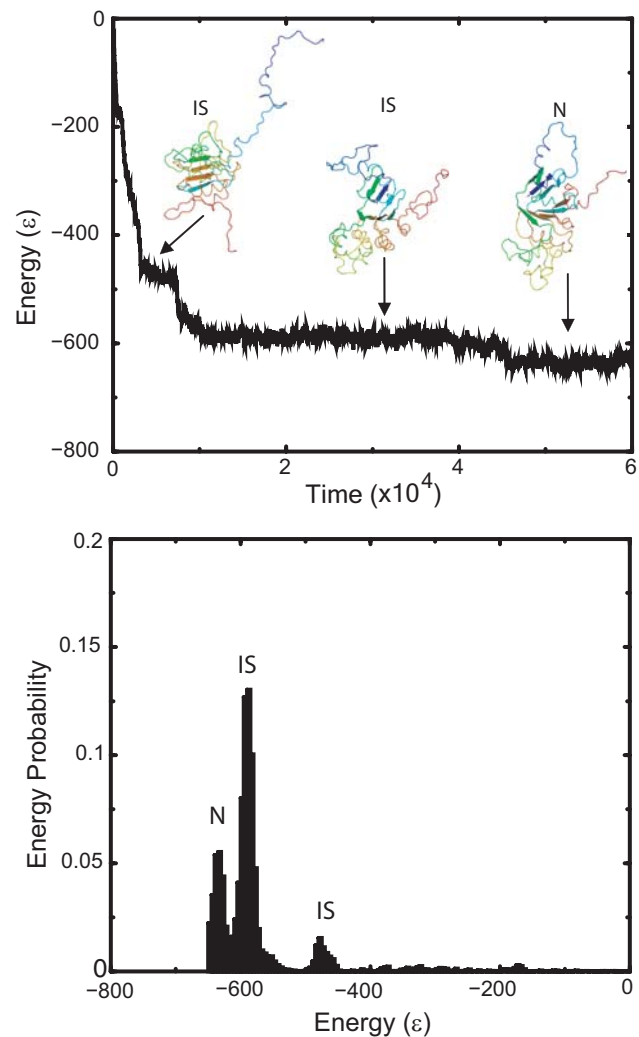 0
−200
−400
−600
−800
Energy (ε)
IS
IS
N
0
2
4
6
Time (x10⁴)
0.2
0.15
0.1
0.05
0
Energy Probability
N
IS
IS
−800
−600
−400
−200
0
Energy (ε)